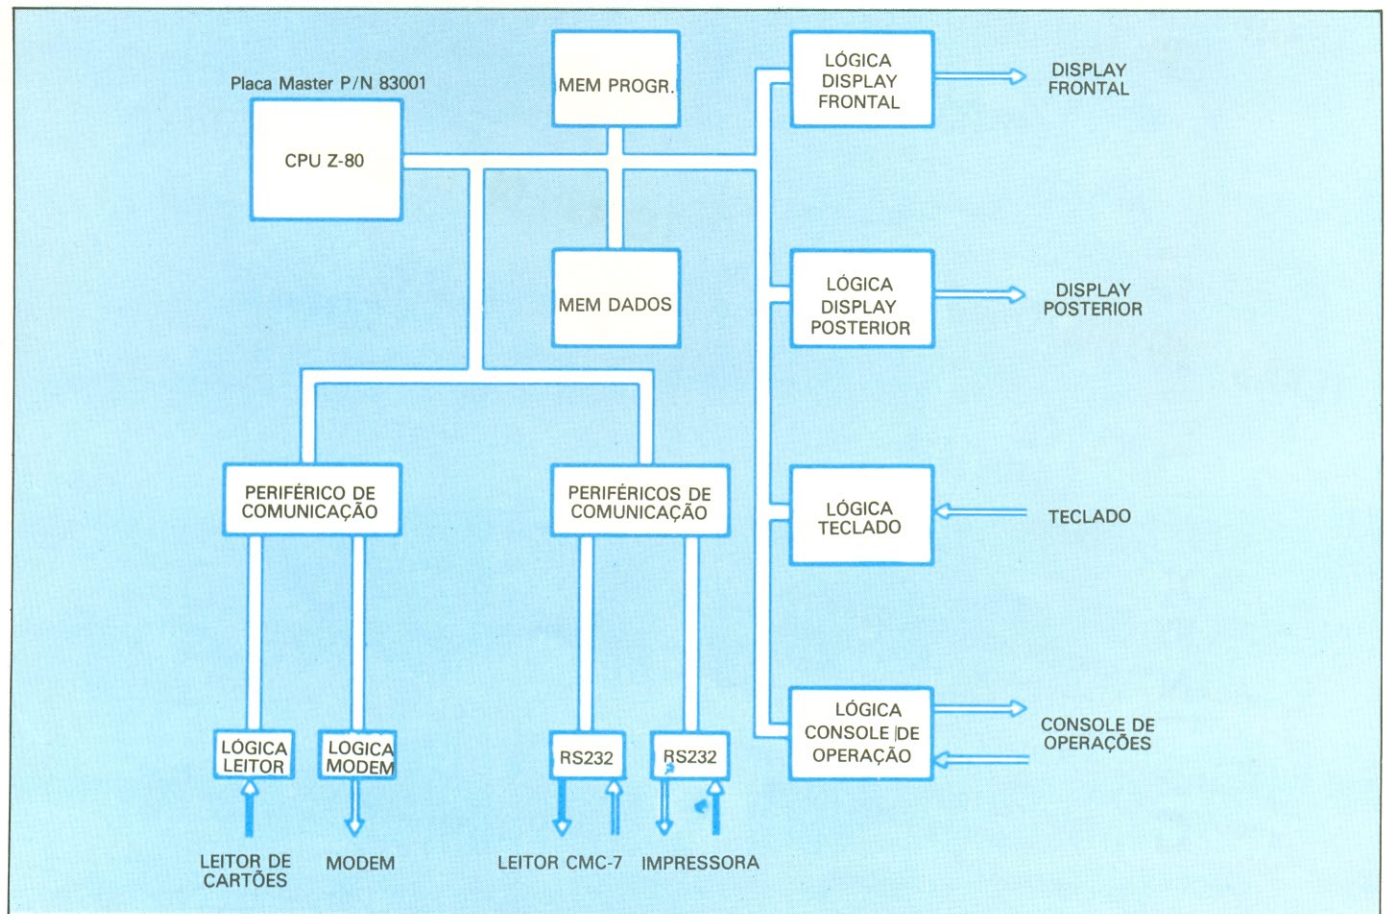 Placa Master P/N 83001
CPU Z-80
MEM PROGR.
MEM DADOS
LÓGICA
DISPLAY
FRONTAL
DISPLAY
FRONTAL
LÓGICA
DISPLAY
POSTERIOR
DISPLAY
POSTERIOR
PERIFÉRICO DE
COMUNICAÇÃO
PERIFÉRICOS DE
COMUNICAÇÃO
LÓGICA
TECLADO
TECLADO
LÓGICA
CONSOLE DE
OPERAÇÃO
CONSOLE DE
OPERAÇÕES
LÓGICA
LEITOR
LOGICA
MODEM
RS232
RS232
LEITOR DE
CARTÕES
MODEM
LEITOR CMC-7
IMPRESSORA